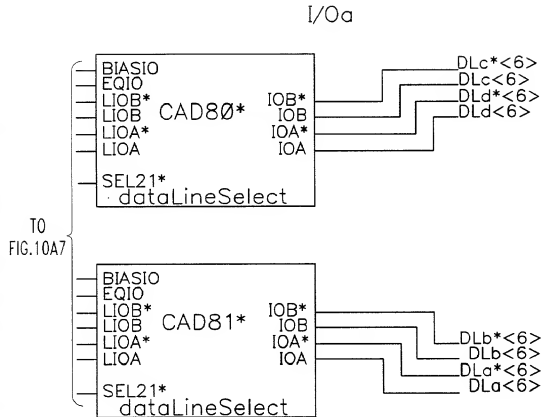 I/Oa
BIASIO
EQIO
LIOB*
LIOB
LIOA*
LIOA
SEL21*
CAD80*
IOB*
IOB
IOA*
IOA
dataLineSelect
DLc*<6>
DLc<6>
DLd*<6>
DLd<6>
TO
FIG.10A7
BIASIO
EQIO
LIOB*
LIOB
LIOA*
LIOA
SEL21*
CAD81*
IOB*
IOB
IOA*
IOA
dataLineSelect
DLb*<6>
DLb<6>
DLa*<6>
DLa<6>